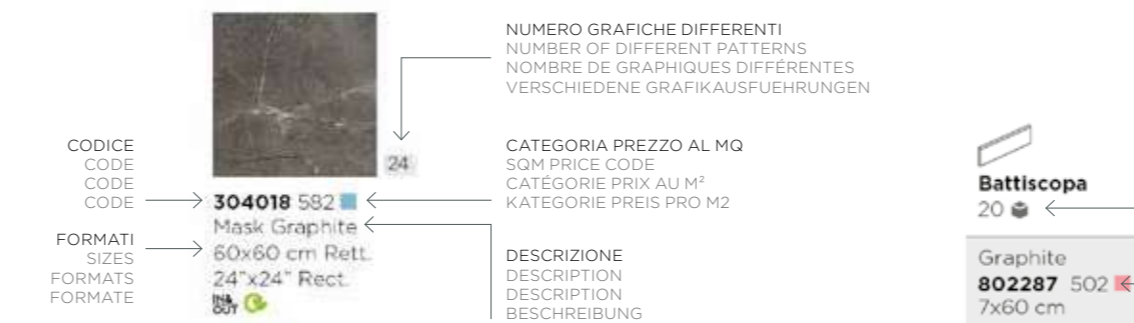 NUMERO GRAFICHE DIFFERENTI
NUMBER OF DIFFERENT PATTERNS
NOMBRE DE GRAPHIQUES DIFFÉRENTES
VERSCHIEDENE GRAFIKAUSFUEHRUNGEN
24
CODICE
CODE
CODE
CODE
FORMATI
SIZES
FORMATS
FORMATE
304018 582
Mask Graphite
60x60 cm Rett.
24"x24" Rect.
IN&
OUT
CATEGORIA PREZZO AL MQ
SQM PRICE CODE
CATÉGORIE PRIX AU M²
KATEGORIE PREIS PRO M2
DESCRIZIONE
DESCRIPTION
DESCRIPTION
BESCHREIBUNG
Battiscopa
20
Graphite
802287 502
7x60 cm